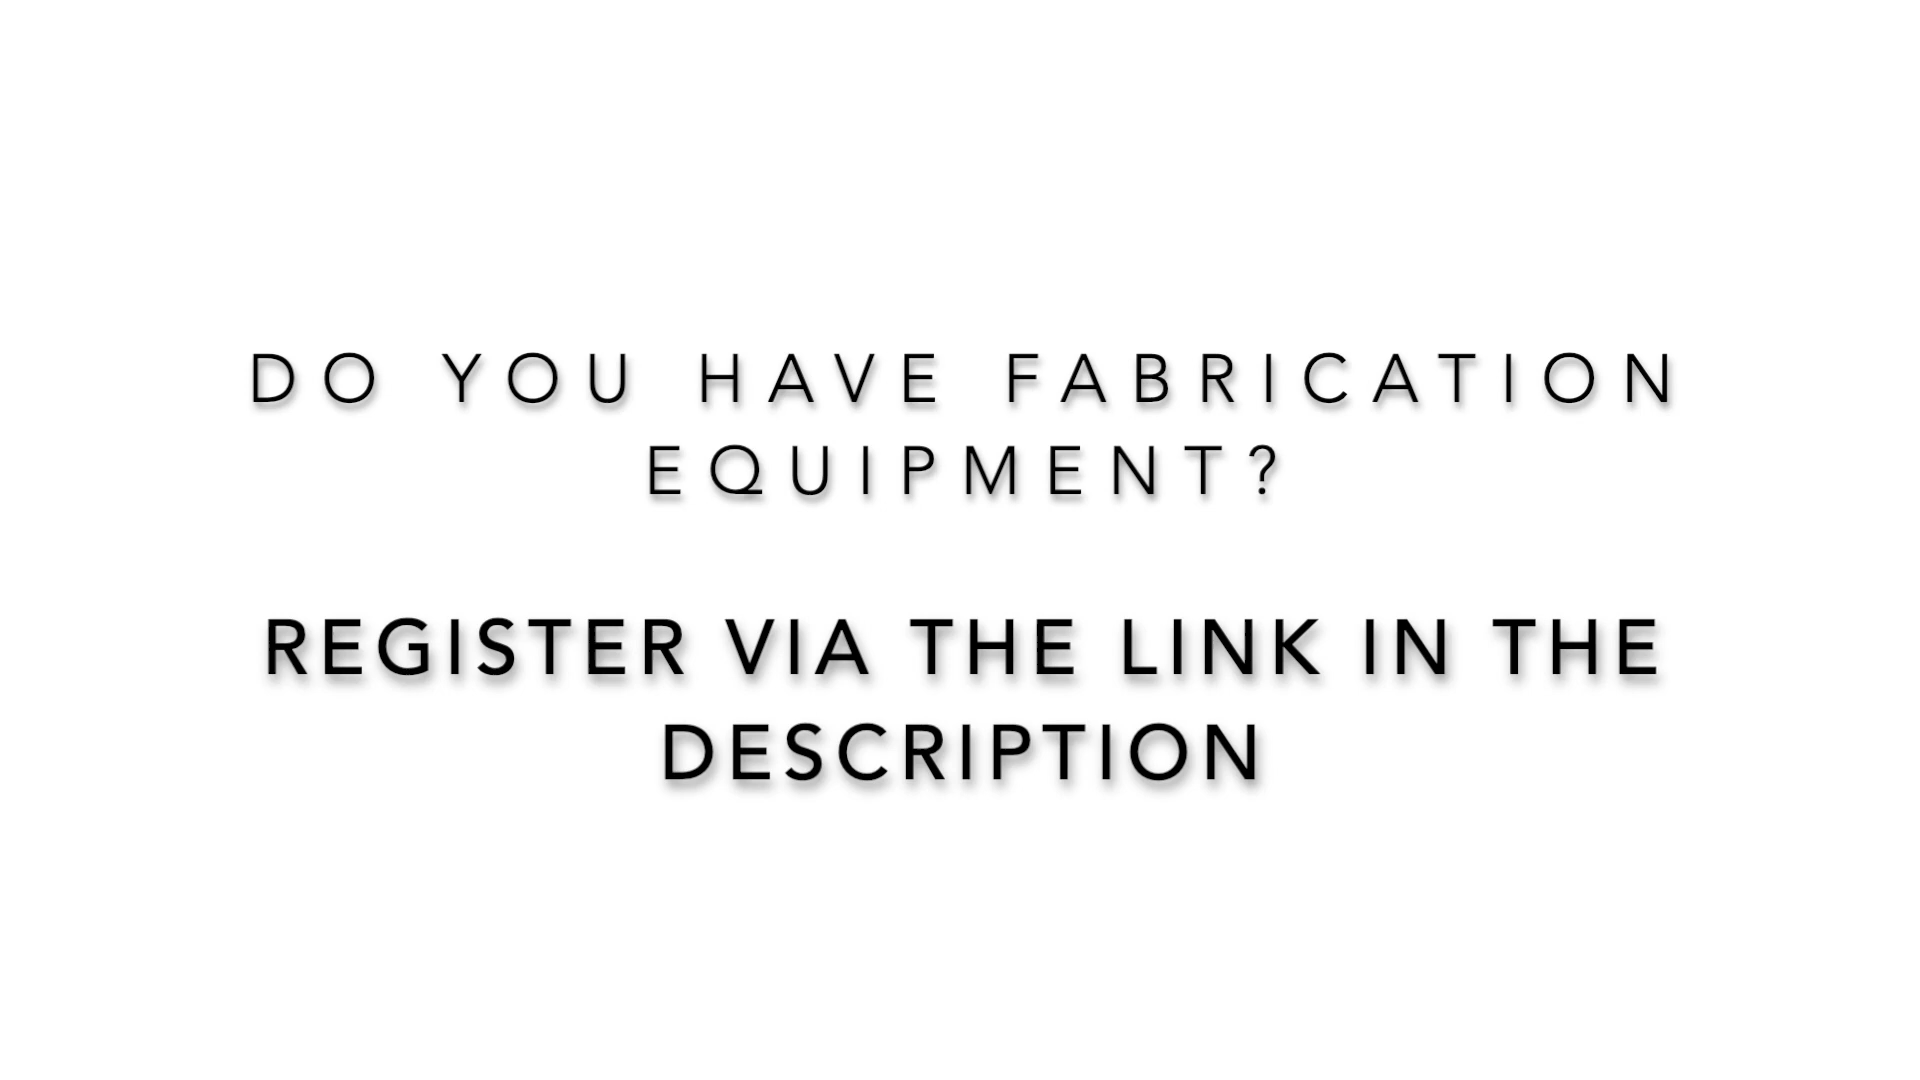 DO YOU HAVE FABRICATION
EQUIPMENT?
REGISTER VIA THE LINK IN THE
DESCRIPTION